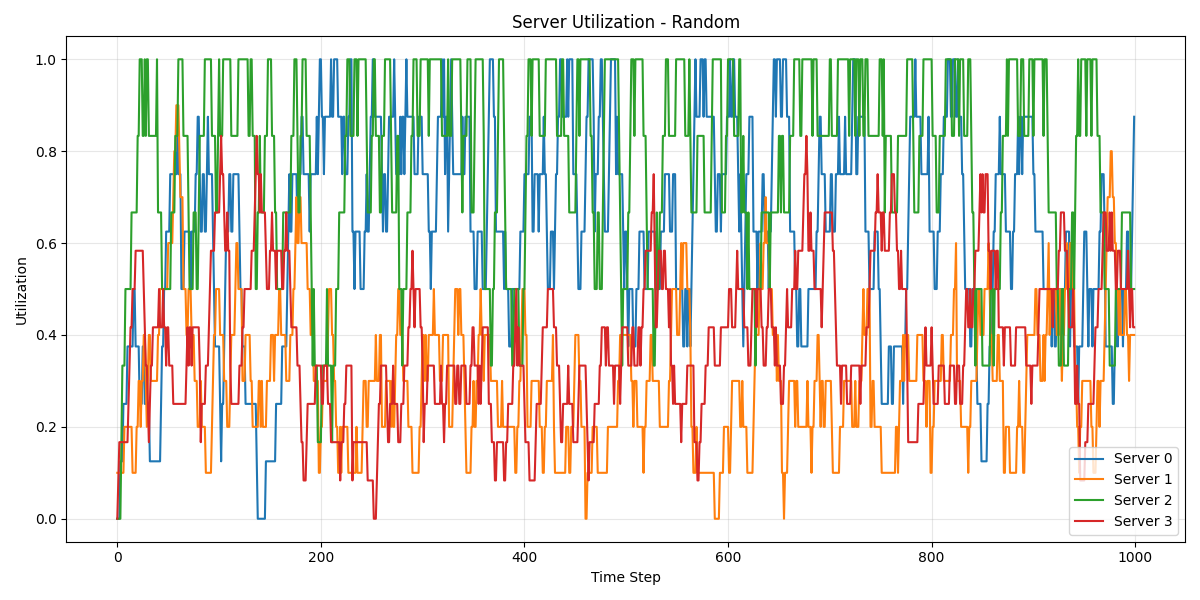 Server Utilization - Random
1.0
0.8
0.6
0.4
0.2
0.0
Utilization
0
200
400
600
800
1000
Time Step
Server 0
Server 1
Server 2
Server 3